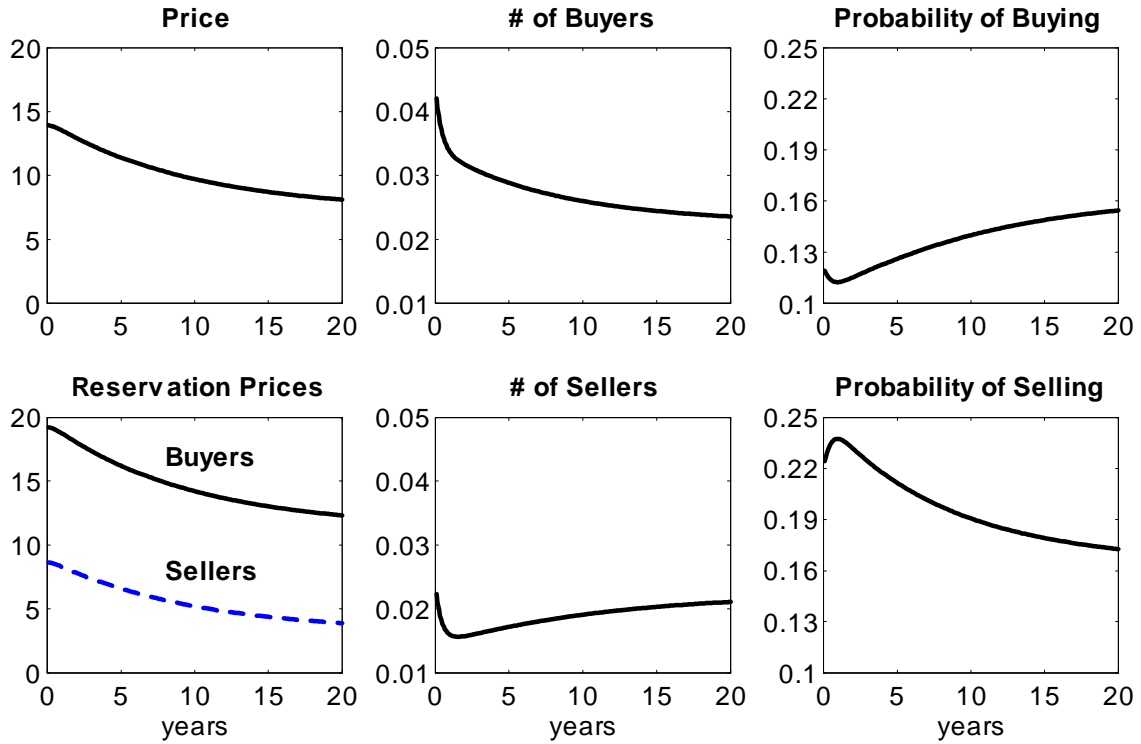 Price
20
15
10
5
0
0 5 10 15 20
# of Buyers
0.05
0.04
0.03
0.02
0.01
0 5 10 15 20
Probability of Buying
0.25
0.22
0.19
0.16
0.13
0.1
0 5 10 15 20
Reservation Prices
20
15
10
5
0
Buyers
Sellers
0 5 10 15 20
years
# of Sellers
0.05
0.04
0.03
0.02
0.01
0 5 10 15 20
years
Probability of Selling
0.25
0.22
0.19
0.16
0.13
0.1
0 5 10 15 20
years